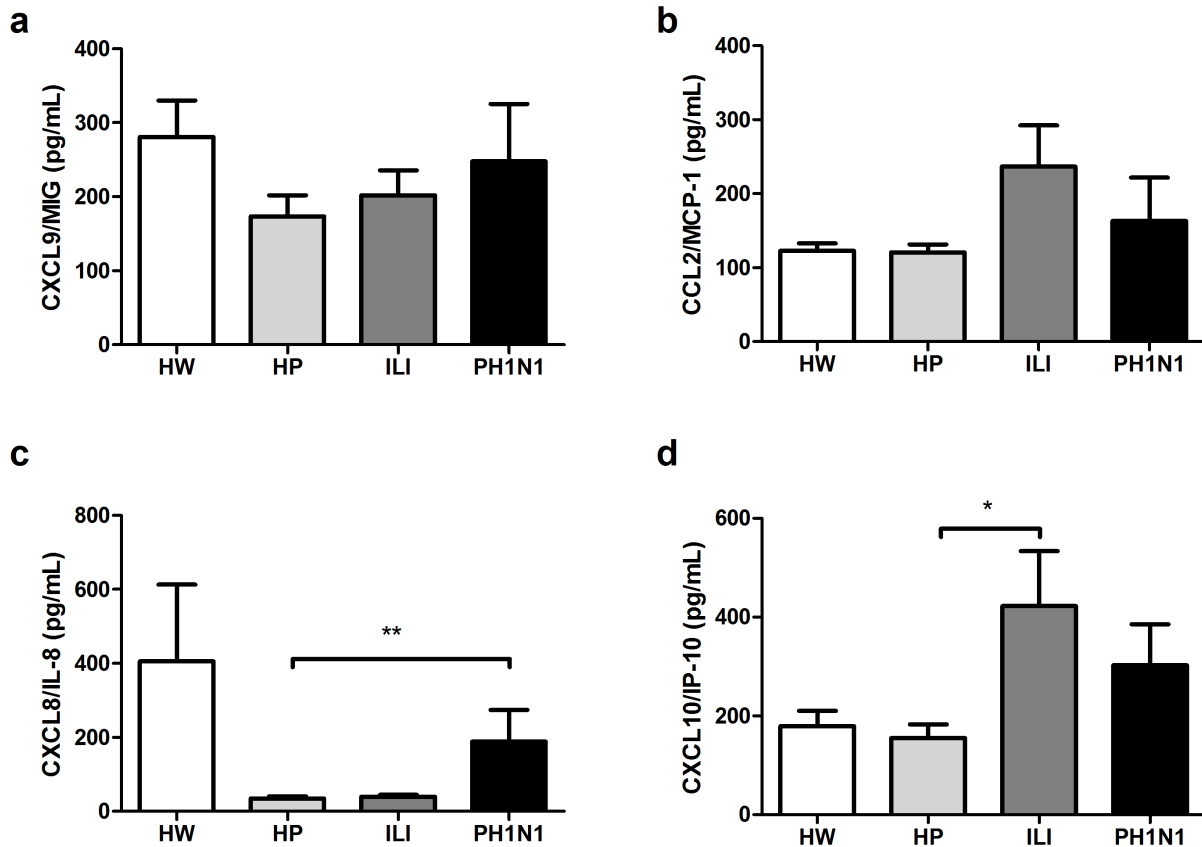 a
CXCL9/MIG (pg/mL)
400
300
200
100
0
HW HP ILI PH1N1
b
CCL2/MCP-1 (pg/mL)
400
300
200
100
0
HW HP ILI PH1N1
c
CXCL8/IL-8 (pg/mL)
800
600
400
200
0
**
HW HP ILI PH1N1
d
CXCL10/IP-10 (pg/mL)
600
400
200
0
*
HW HP ILI PH1N1